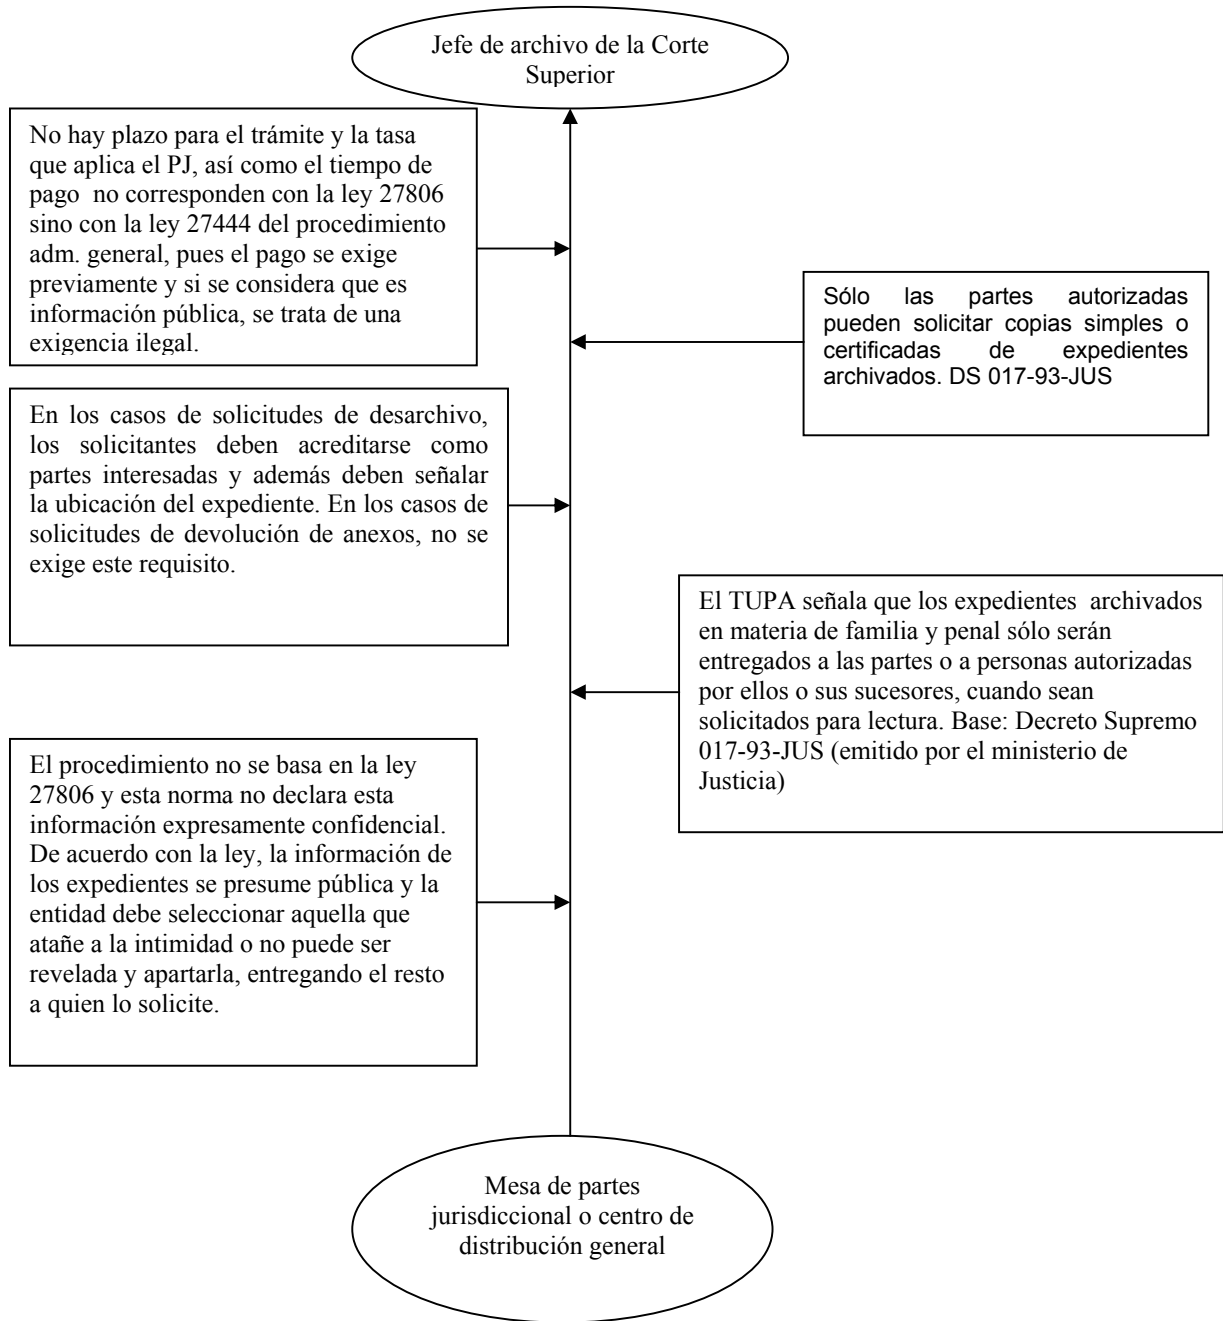 Jefe de archivo de la Corte
Superior
No hay plazo para el trámite y la tasa
que aplica el PJ, así como el tiempo de
pago  no corresponden con la ley 27806
sino con la ley 27444 del procedimiento
adm. general, pues el pago se exige
previamente y si se considera que es
información pública, se trata de una
exigencia ilegal.
Sólo las partes autorizadas
pueden solicitar copias simples o
certificadas de expedientes
archivados. DS 017-93-JUS
En los casos de solicitudes de desarchivo,
los solicitantes deben acreditarse como
partes interesadas y además deben señalar
la ubicación del expediente. En los casos de
solicitudes de devolución de anexos, no se
exige este requisito.
El TUPA señala que los expedientes  archivados
en materia de familia y penal sólo serán
entregados a las partes o a personas autorizadas
por ellos o sus sucesores, cuando sean
solicitados para lectura. Base: Decreto Supremo
017-93-JUS (emitido por el ministerio de
Justicia)
El procedimiento no se basa en la ley
27806 y esta norma no declara esta
información expresamente confidencial.
De acuerdo con la ley, la información de
los expedientes se presume pública y la
entidad debe seleccionar aquella que
atañe a la intimidad o no puede ser
revelada y apartarla, entregando el resto
a quien lo solicite.
Mesa de partes
jurisdiccional o centro de
distribución general